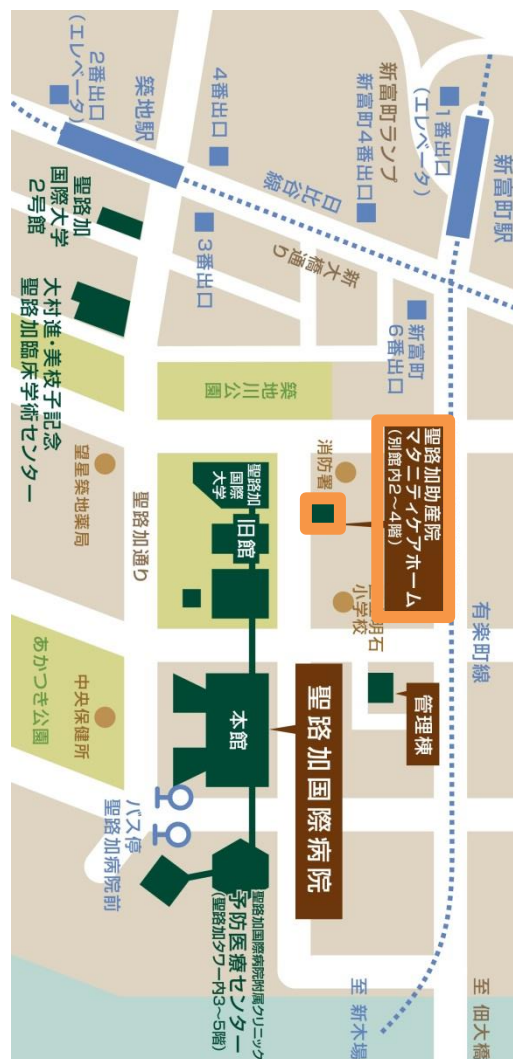 新富町駅
1番出口
(エレベータ)
新富町ランプ
新富町4番出口
4番出口
築地駅
2番出口
(エレベータ)
日比谷線
3番出口
新大橋通り
新富町
6番出口
聖路加
国際大学
2号館
大村進・美枝子記念
聖路加臨床学術センター
築地川公園
聖路加助産院
マタニティケアホーム
(別館内2~4階)
消防署
聖路加
国際
大学
旧館
望星築地薬局
聖路加通り
明石
小学校
有楽町線
管理棟
聖路加国際病院
本館
あかつき公園
中央保健所
バス停
聖路加病院前
聖路加国際病院附属クリニック
予防医療センター
(聖路加タワー内3~5階)
至 新木場
至 佃大橋